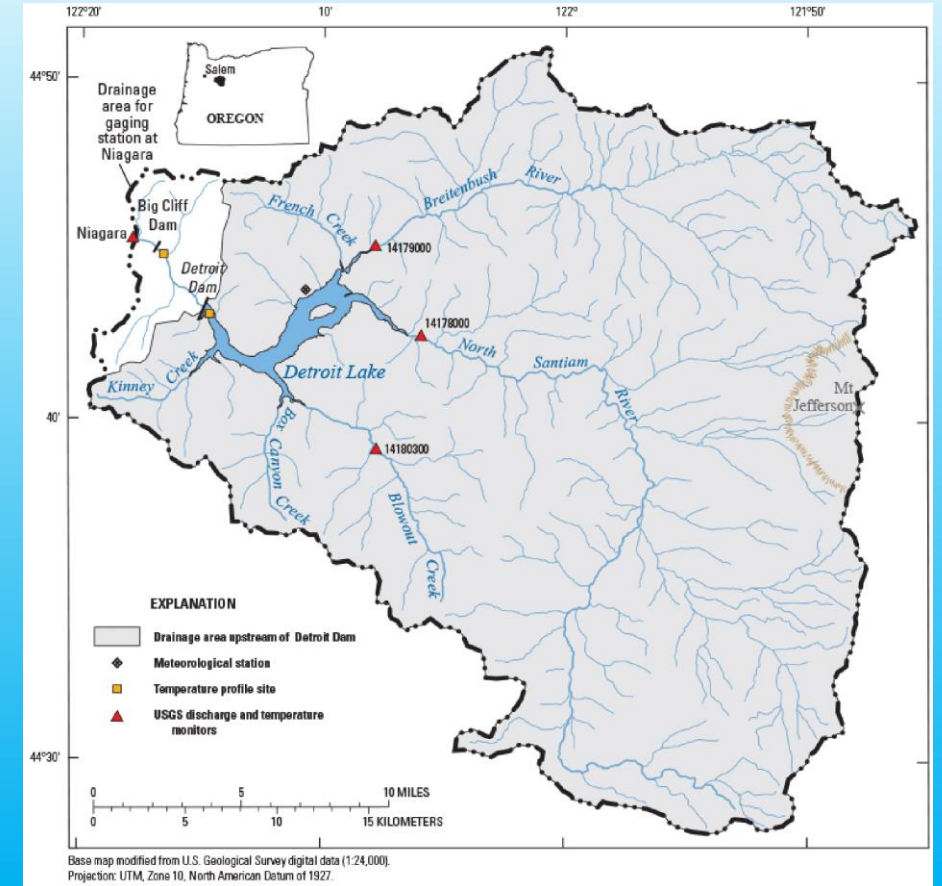 122°20'
10'
122°
121°50'
44°50'
Salem
OREGON
Drainage
area for
gaging
station at
Niagara
Big Cliff
Dam
Niagara
Detroit
Dam
French Creek
Breitenbush River
14179000
14178000
North Santiam River
Mt
Jefferson
Kinney Creek
Detroit Lake
40'
Box Canyon Creek
14180300
Blowout Creek
EXPLANATION
Drainage area upstream of Detroit Dam
Meteorological station
Temperature profile site
USGS discharge and temperature
monitors
44°30'
0 5 10 MILES
0 5 10 15 KILOMETERS
Base map modified from U.S. Geological Survey digital data (1:24,000).
Projection: UTM, Zone 10, North American Datum of 1927.